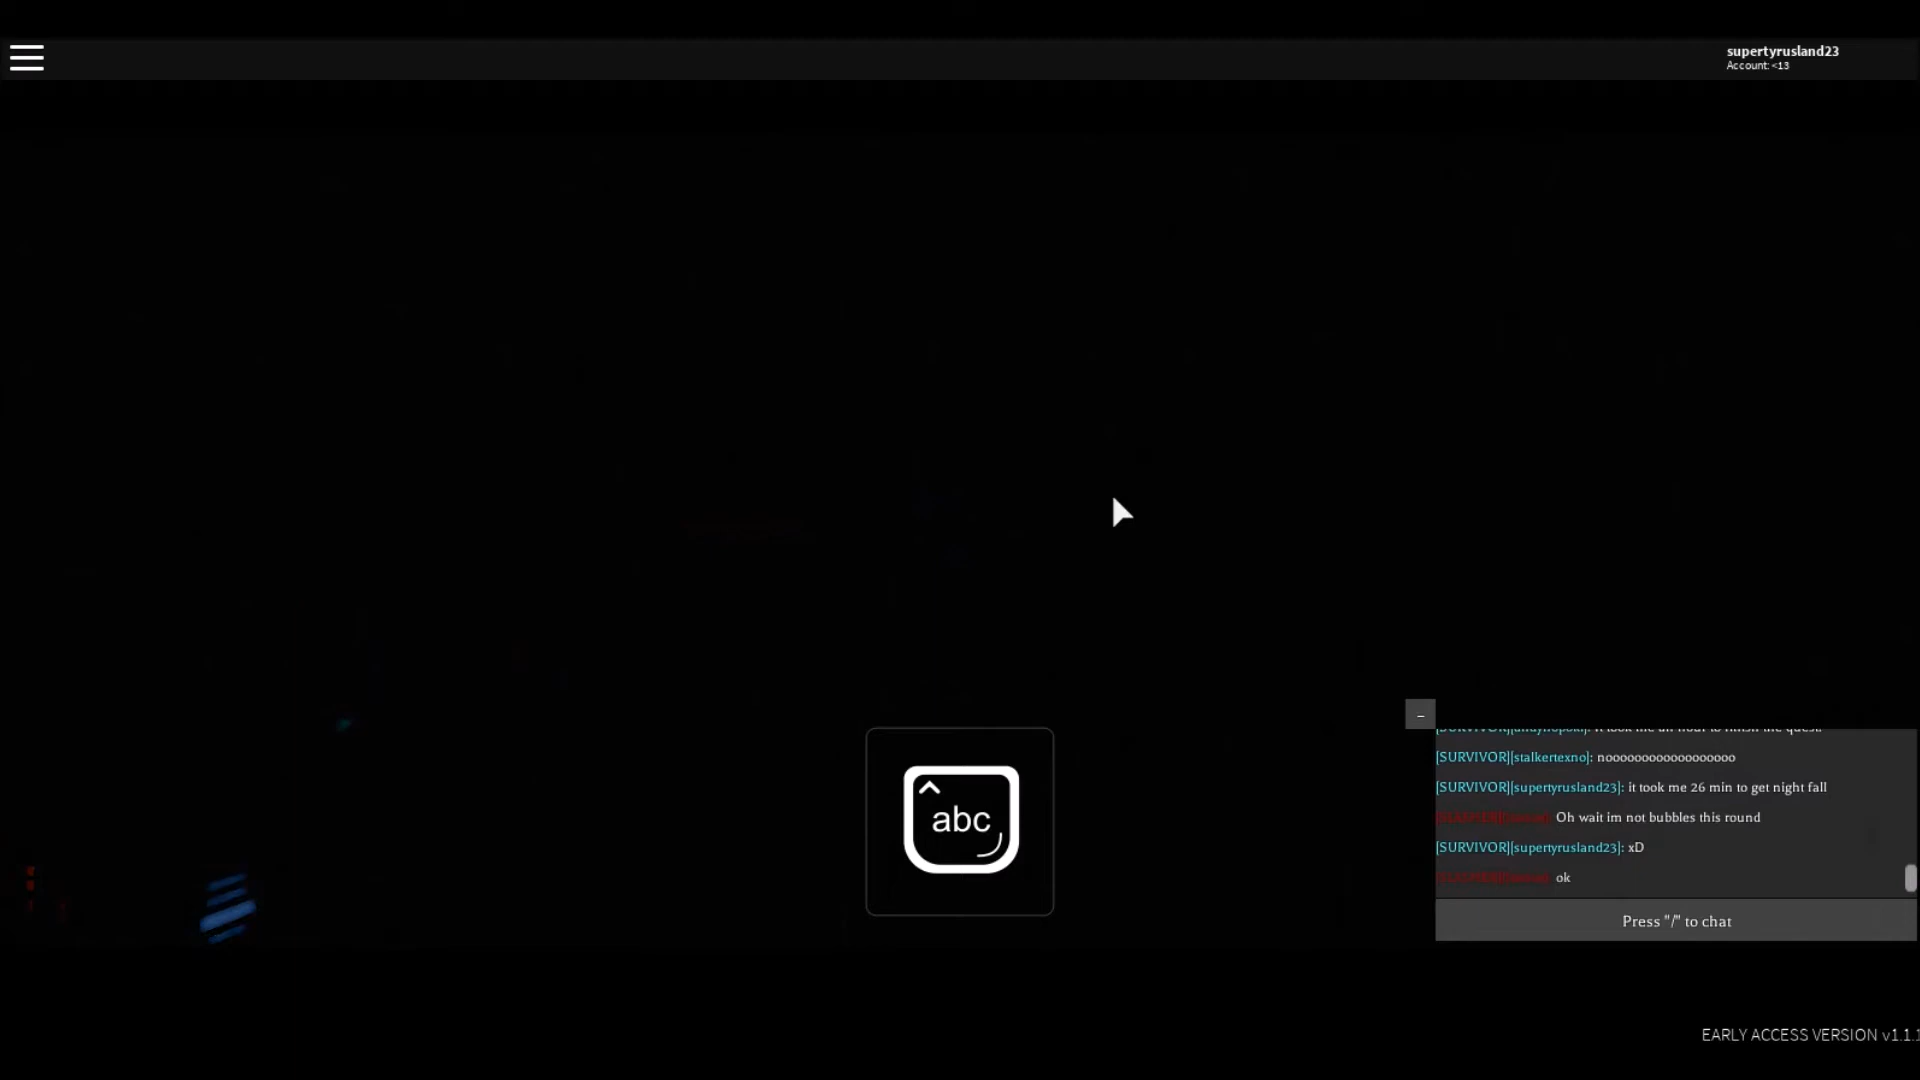 supertyrusland23
Account: <13
[SURVIVOR][stalkertexno]: noooooooooooooooooo
[SURVIVOR][supertyrusland23]: it took me 26 min to get night fall
Oh wait im not bubbles this round
[SURVIVOR][supertyrusland23]: xD
ok
Press "/" to chat
abc
EARLY ACCESS VERSION v1.1.1